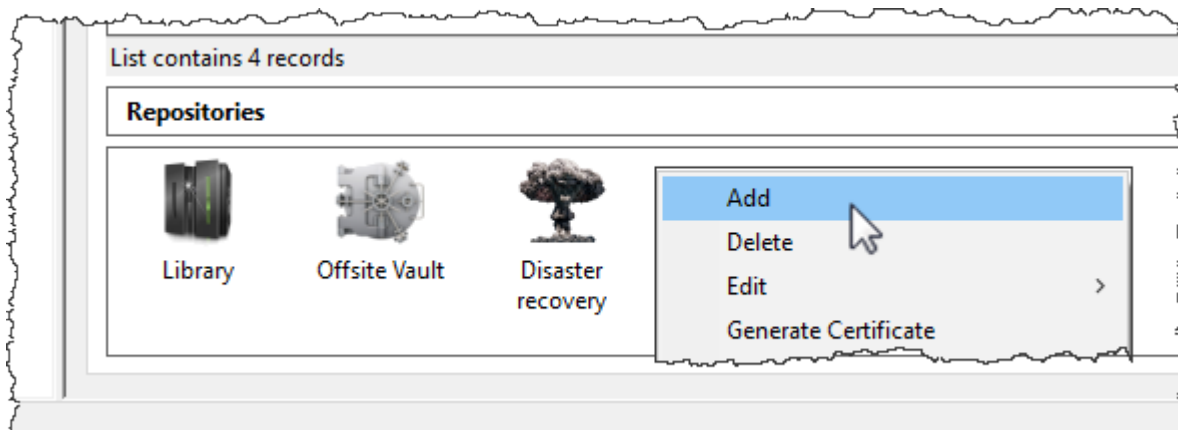 List contains 4 records
Repositories
Library
Offsite Vault
Disaster
recovery
Add
Delete
Edit
Generate Certificate